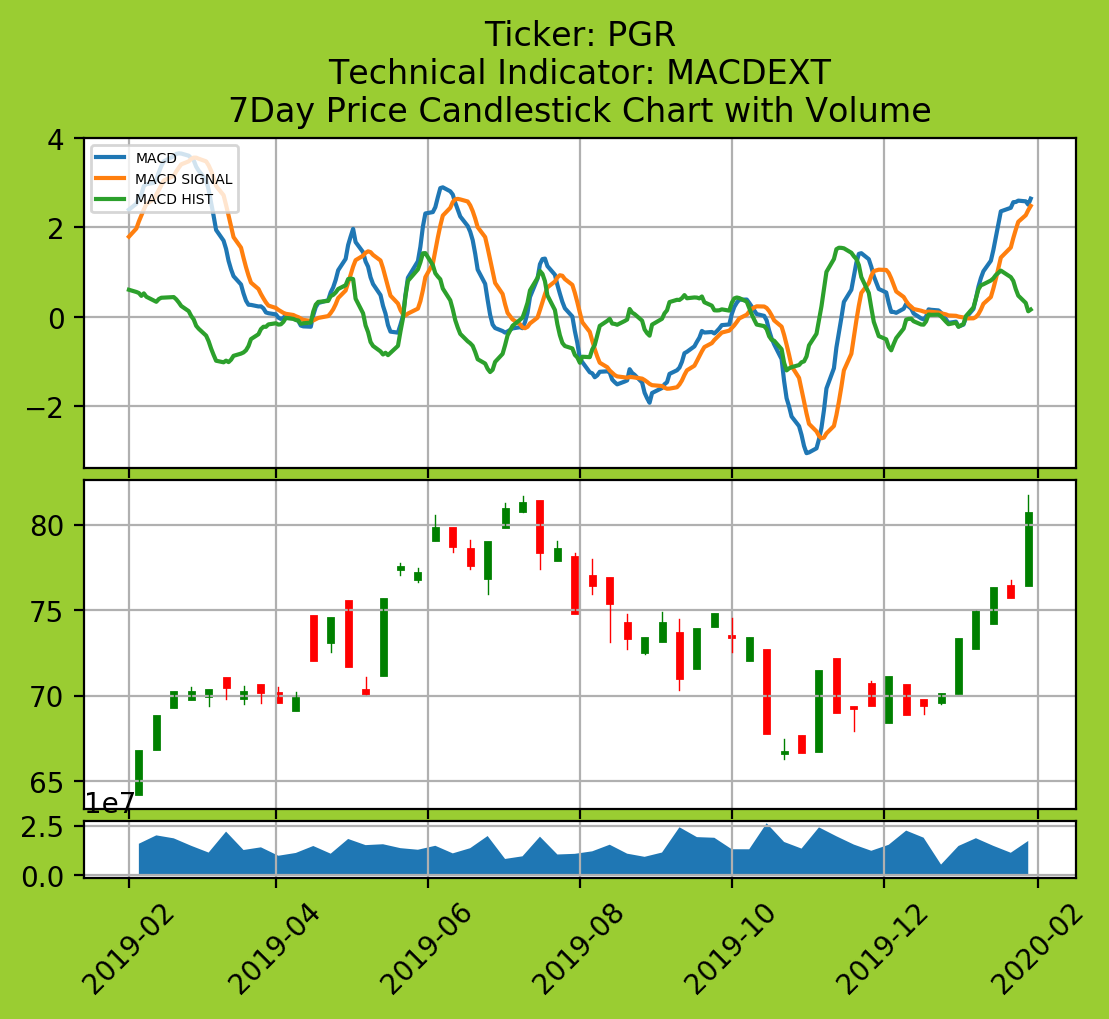 Ticker: PGR
Technical Indicator: MACDEXT
7Day Price Candlestick Chart with Volume
4
2
0
−2
MACD
MACD SIGNAL
MACD HIST
80
75
70
65
1e7
2.5
0.0
2019-02
2019-04
2019-06
2019-08
2019-10
2019-12
2020-02